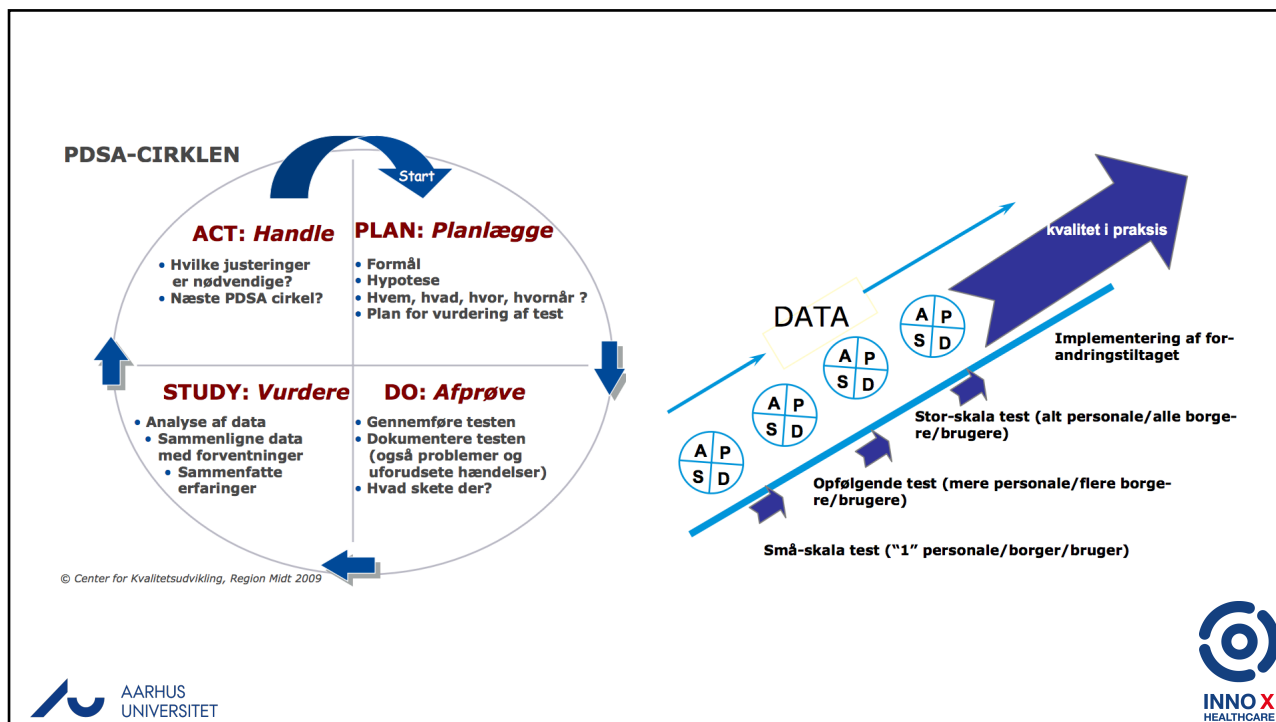 PDSA-CIRKLEN
Start
ACT: Handle
• Hvilke justeringer
er nødvendige?
• Næste PDSA cirkel?
PLAN: Planlægge
• Formål
• Hypotese
• Hvem, hvad, hvor, hvornår ?
• Plan for vurdering af test
STUDY: Vurdere
• Analyse af data
• Sammenligne data
med forventninger
• Sammenfatte
erfaringer
DO: Afprøve
• Gennemføre testen
• Dokumentere testen
(også problemer og
uforudsete hændelser)
• Hvad skete der?
© Center for Kvalitetsudvikling, Region Midt 2009
kvalitet i praksis
DATA
A P
S D
A P
S D
A P
S D
A P
S D
Implementering af for-
andringstiltaget
Stor-skala test (alt personale/alle borge-
re/brugere)
Opfølgende test (mere personale/flere borge-
re/brugere)
Små-skala test (“1” personale/borger/bruger)
AARHUS
UNIVERSITET
INNO X
HEALTHCARE